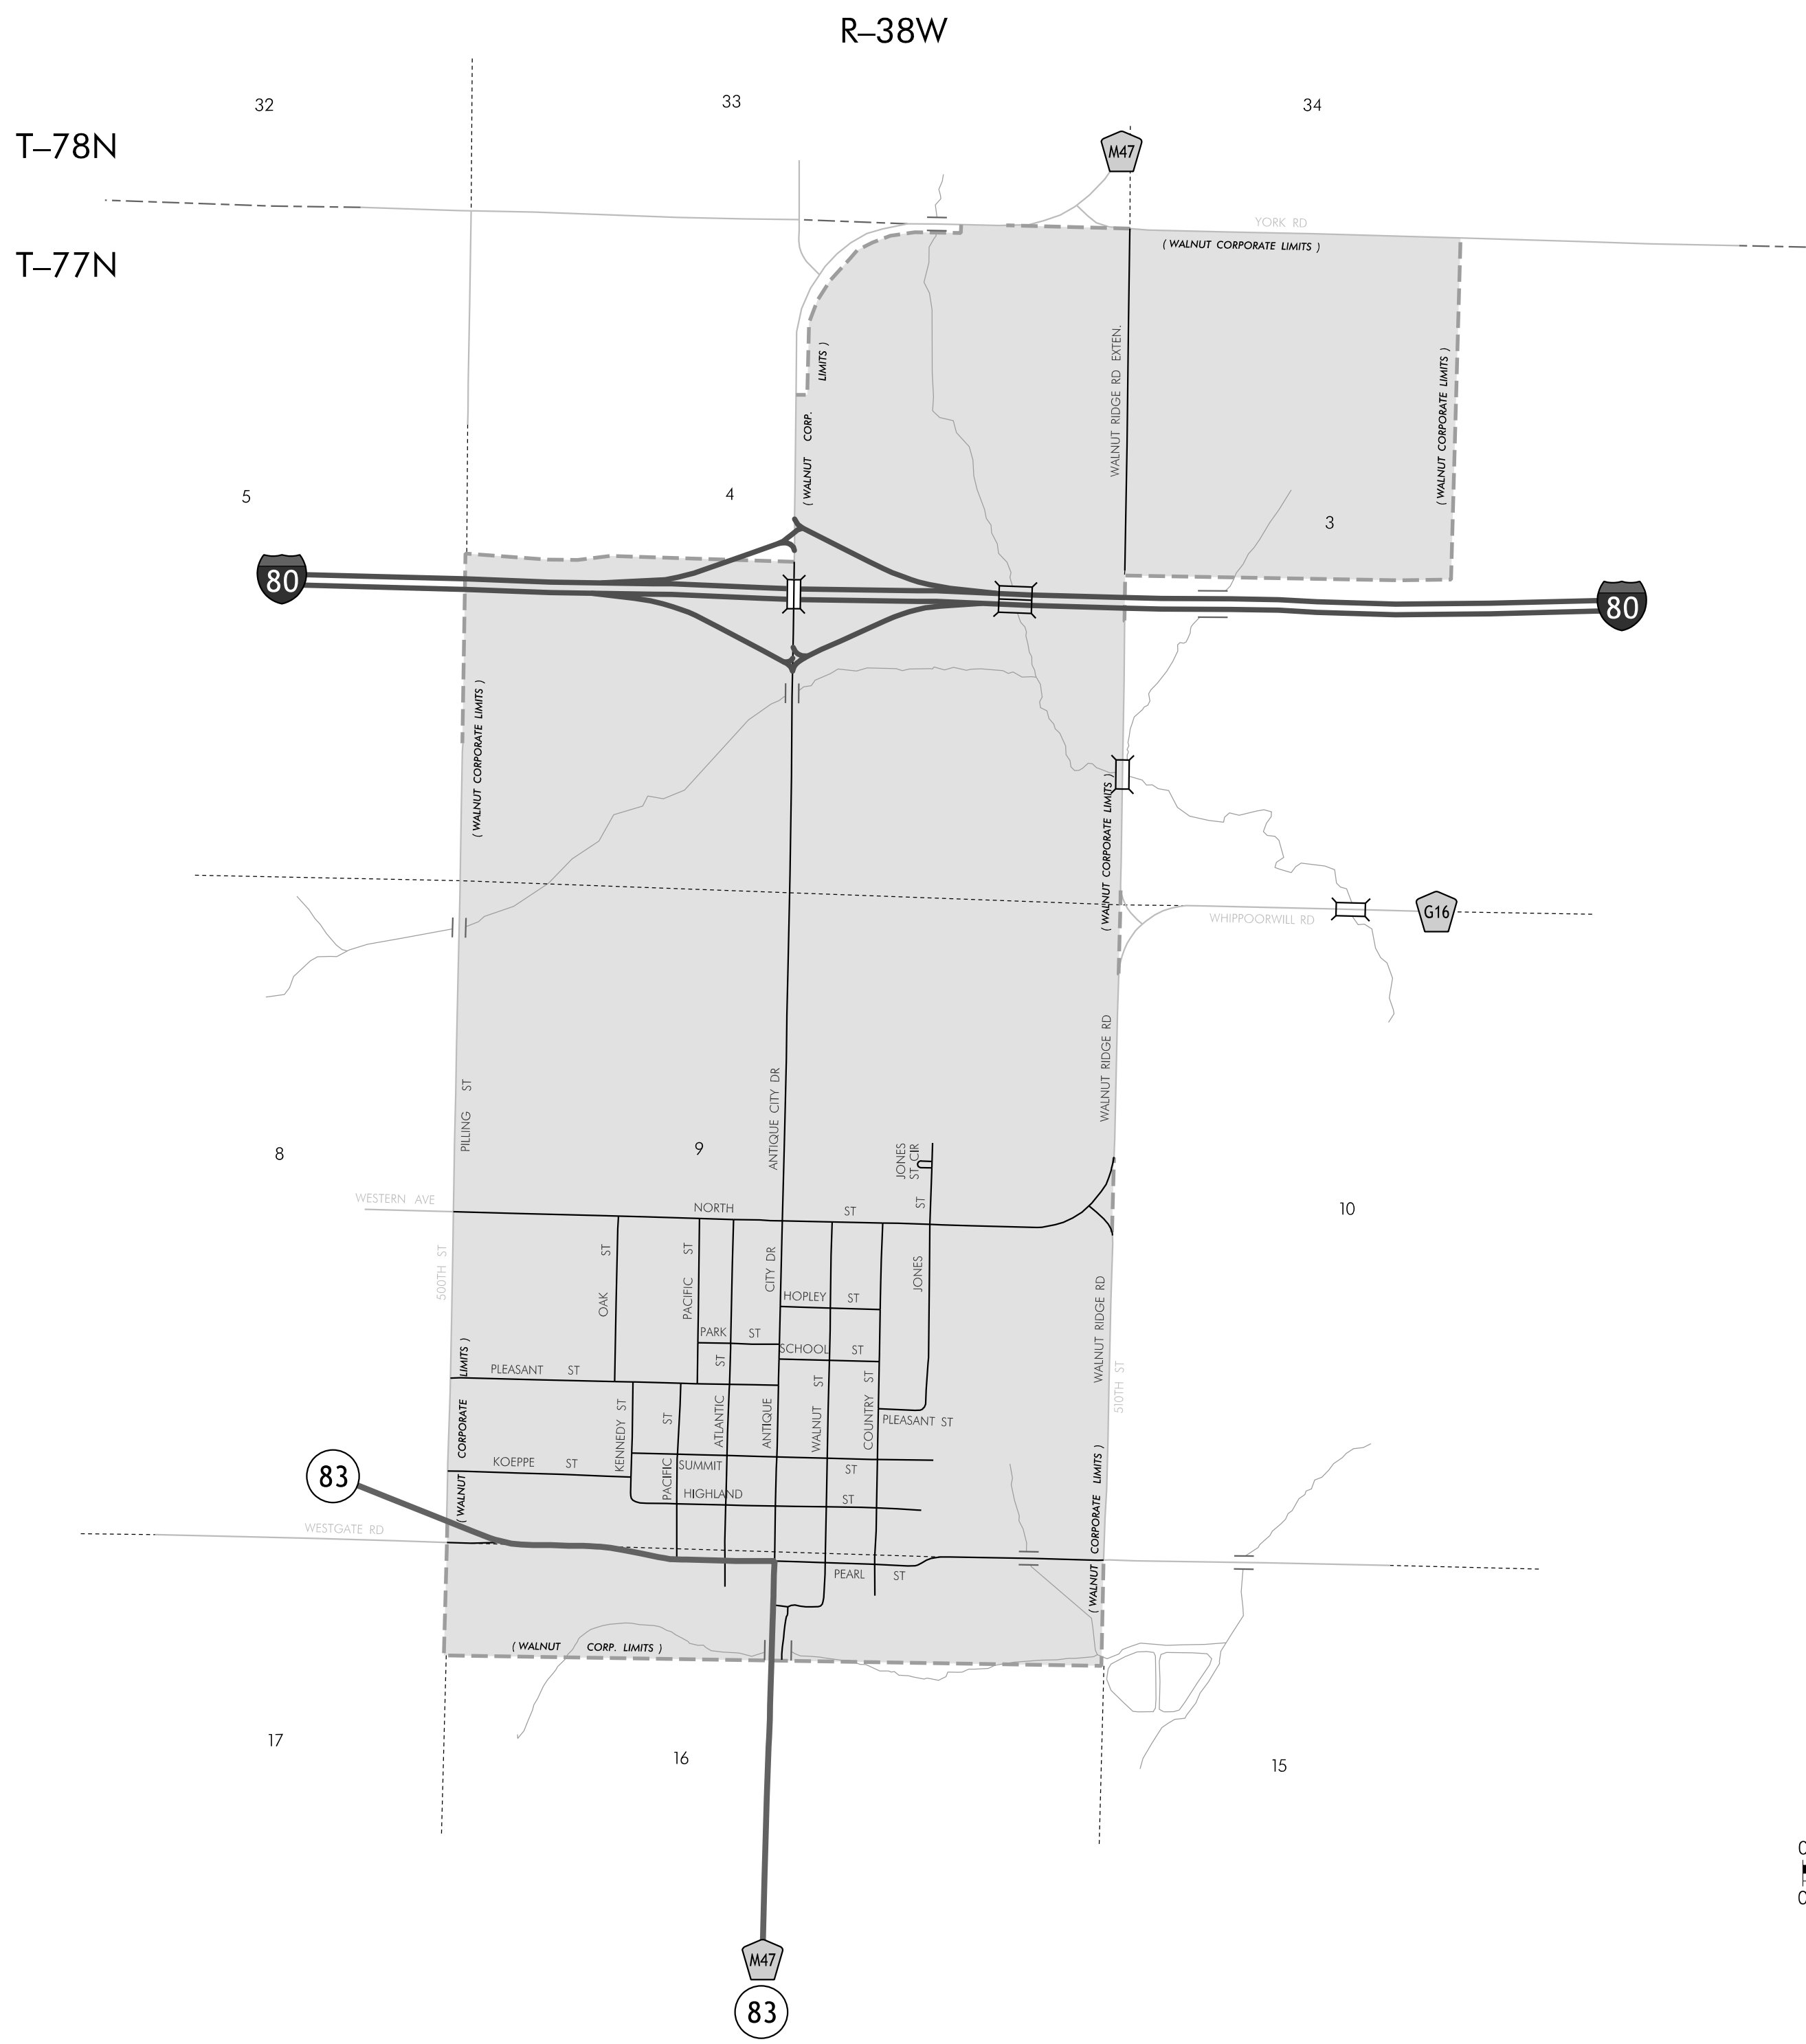 R–38W
32
33
34
T–78N
M47
YORK RD
( WALNUT CORPORATE LIMITS )
T–77N
( WALNUT CORP. LIMITS )
WALNUT RIDGE RD EXTEN.
( WALNUT CORPORATE LIMITS )
5
4
3
80
80
( WALNUT CORPORATE LIMITS )
( WALNUT CORPORATE LIMITS )
WHIPPOORWILL RD
G16
WALNUT RIDGE RD
PILLING ST
ANTIQUE CITY DR
8
9
JONES
ST CIR
10
WESTERN AVE
NORTH ST
500TH ST
OAK ST
PACIFIC ST
HOPLEY ST
JONES ST
PARK ST
SCHOOL ST
WALNUT RIDGE RD
510TH ST
PLEASANT ST
KENNEDY ST
PACIFIC ST
ATLANTIC ST
ANTIQUE CITY DR
WALNUT ST
COUNTRY ST
PLEASANT ST
( WALNUT CORPORATE LIMITS )
KOEPPE ST
SUMMIT ST
83
HIGHLAND ST
WESTGATE RD
PEARL ST
( WALNUT CORPORATE LIMITS )
( WALNUT CORP. LIMITS )
17
16
15
0
0
M47
83